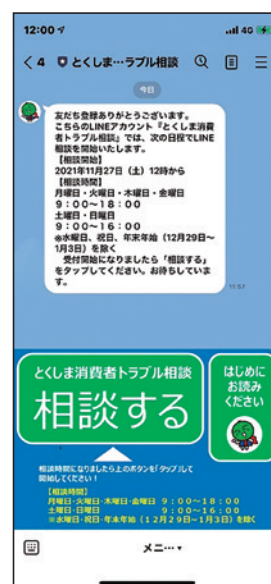 12:00
4G
4 とくしま…ラブル相談
今日
友だち登録ありがとうございます。
こちらのLINEアカウント『とくしま消費
者トラブル相談』では、次の日程でLINE
相談を開始いたします。
【相談開始】
2021年11月27日（土）12時から
【相談時間】
月曜日・火曜日・木曜日・金曜日
９：００～１８：００
土曜日・日曜日
９：００～１６：００
※水曜日、祝日、年末年始（12月29日～
1月3日）を除く
受付開始になりましたら「相談する」
をタップしてください。お待ちしていま
す。
11:57
とくしま消費者トラブル相談
相談する
はじめに
お読み
ください
相談時間になりましたら上のボタンを「タップ」して
開始してください！
【相談時間】
月曜日・火曜日・木曜日・金曜日 ９：００～１８：００
土曜日・日曜日 ９：００～１６：００
※水曜日・祝日・年末年始（１２月２９日～１月３日）を除く
メニ…▼